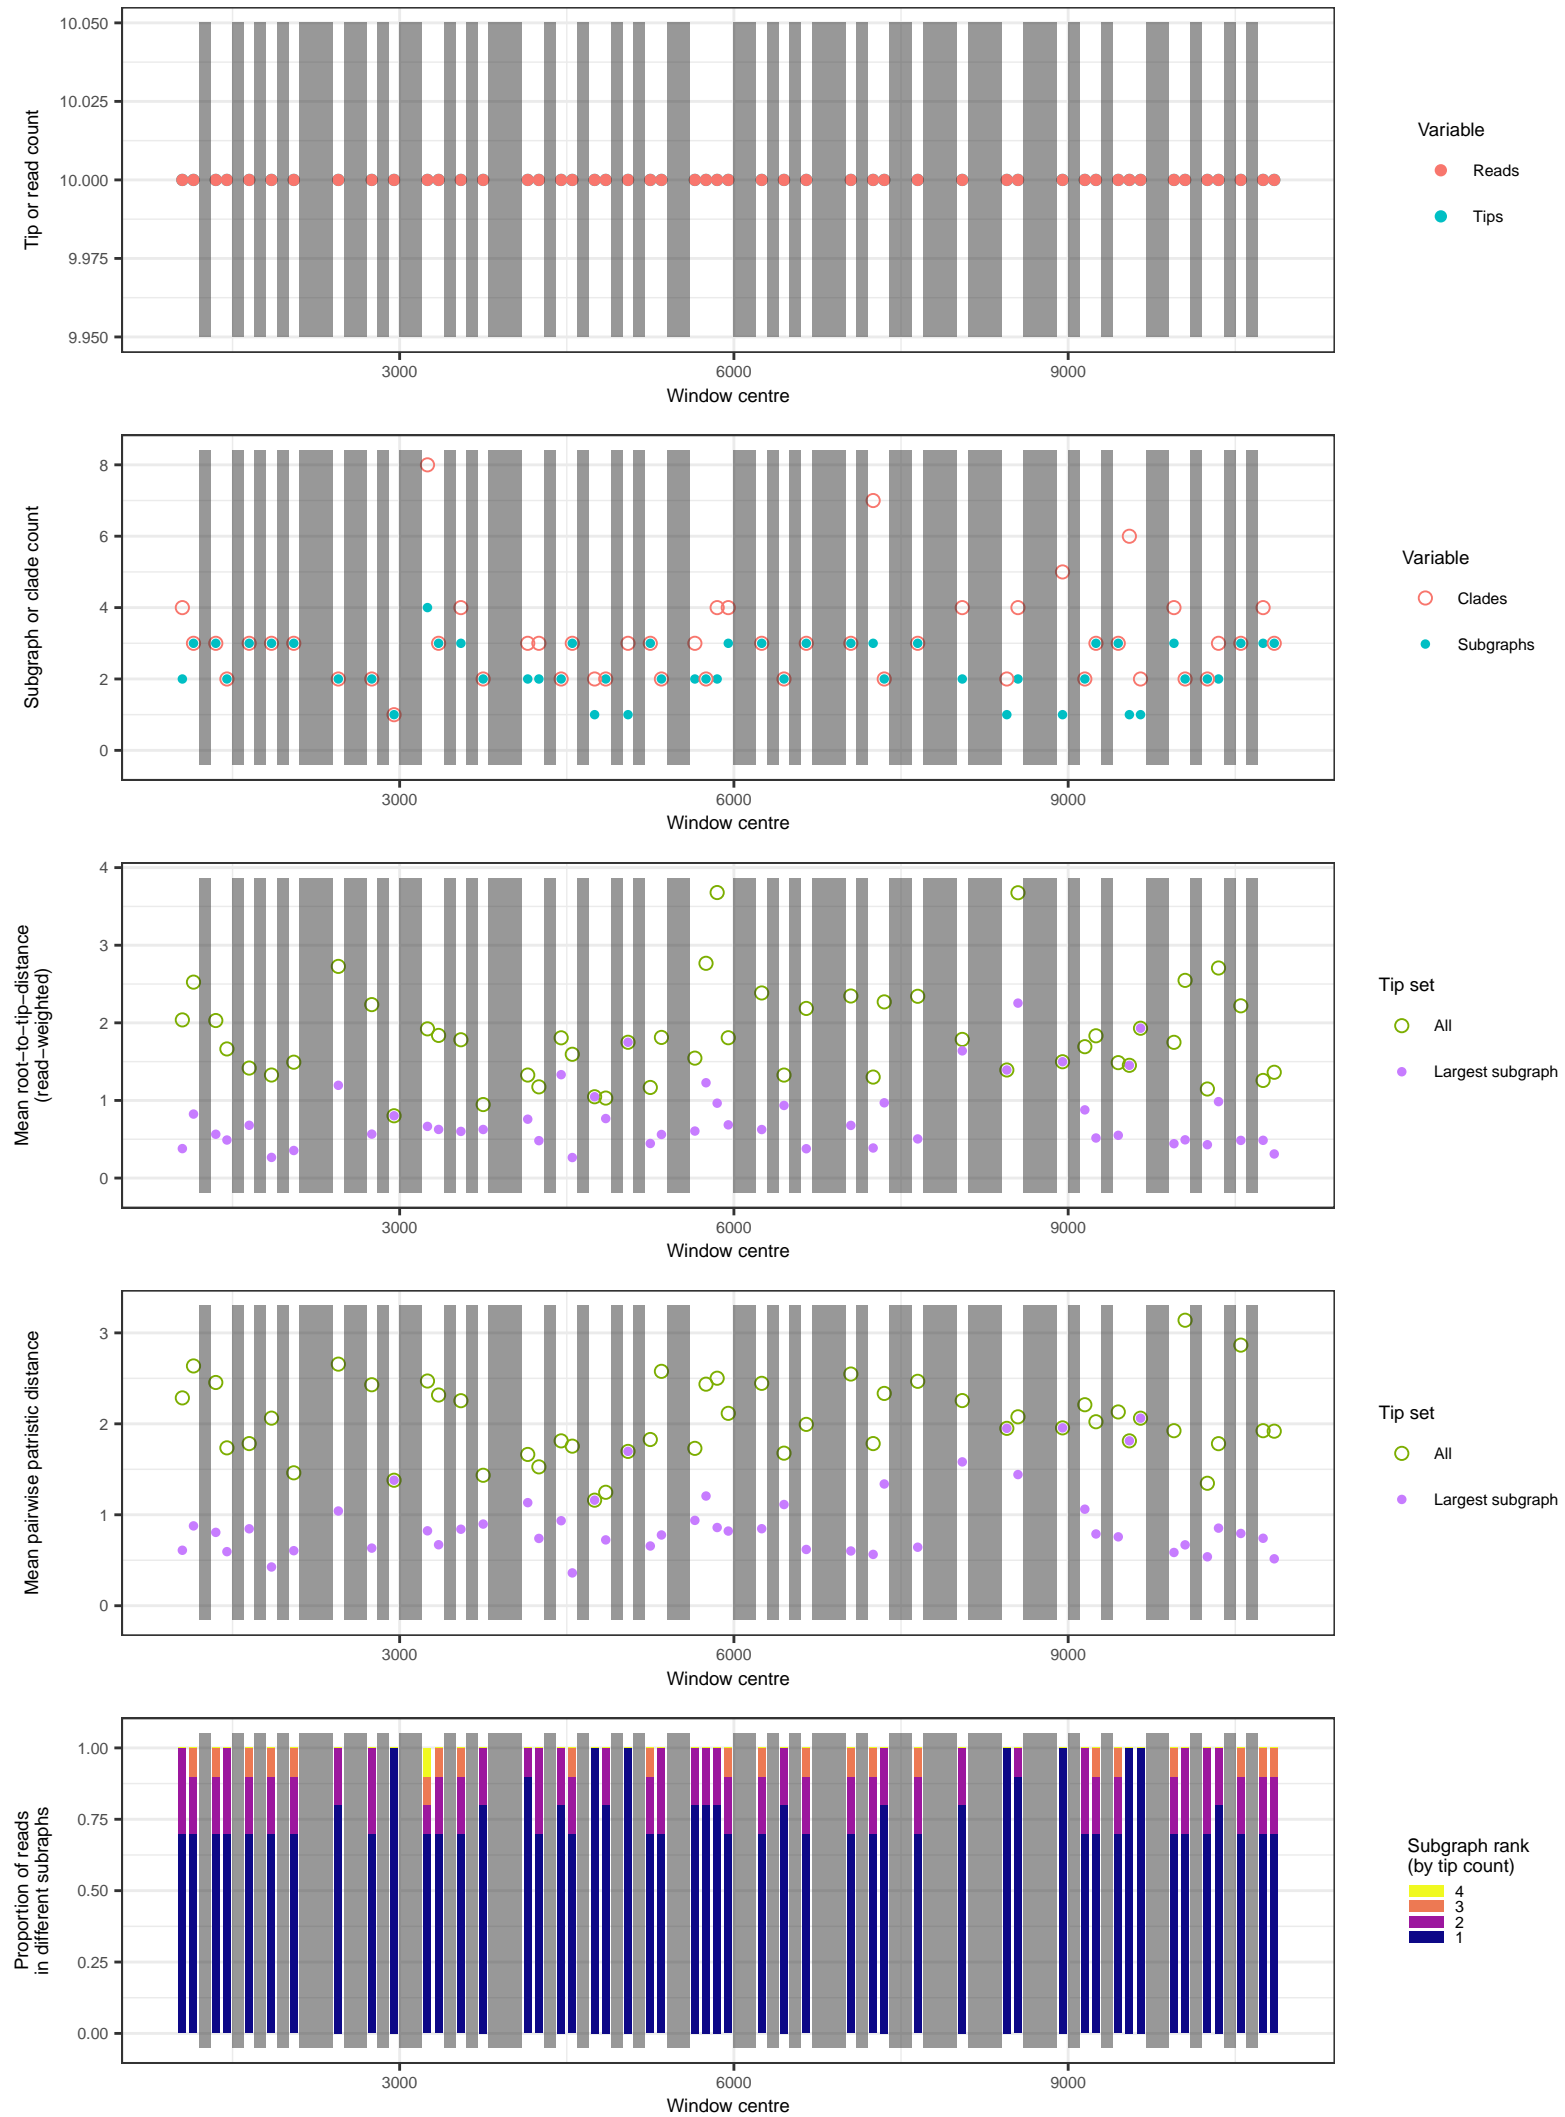 10.050
10.025
10.000
9.975
9.950
Tip or read count
3000 6000 9000
Window centre
Variable
Reads
Tips
8
6
4
2
0
Subgraph or clade count
3000 6000 9000
Window centre
Variable
Clades
Subgraphs
4
3
2
1
0
Mean root−to−tip−distance
(read−weighted)
3000 6000 9000
Window centre
Tip set
All
Largest subgraph
3
2
1
0
Mean pairwise patristic distance
3000 6000 9000
Window centre
Tip set
All
Largest subgraph
1.00
0.75
0.50
0.25
0.00
Proportion of reads
in different subraphs
3000 6000 9000
Window centre
Subgraph rank
(by tip count)
4
3
2
1